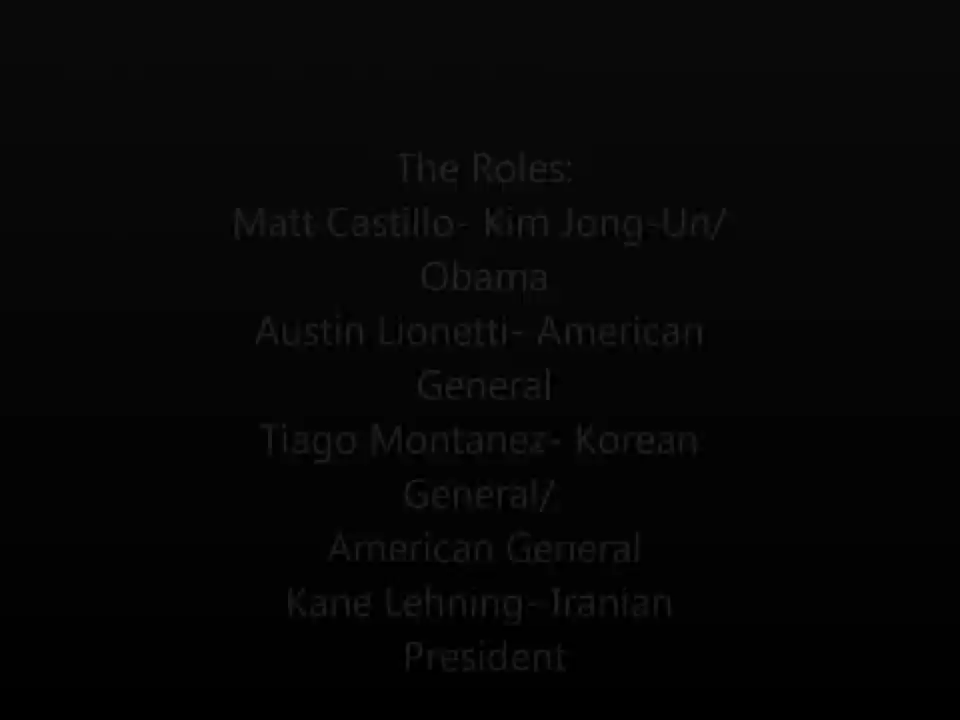 The Roles:
Matt Castillo- Kim Jong-Un/
Obama
Austin Lionetti- American
General
Tiago Montanez- Korean
General/
American General
Kane Lehning- Iranian
President